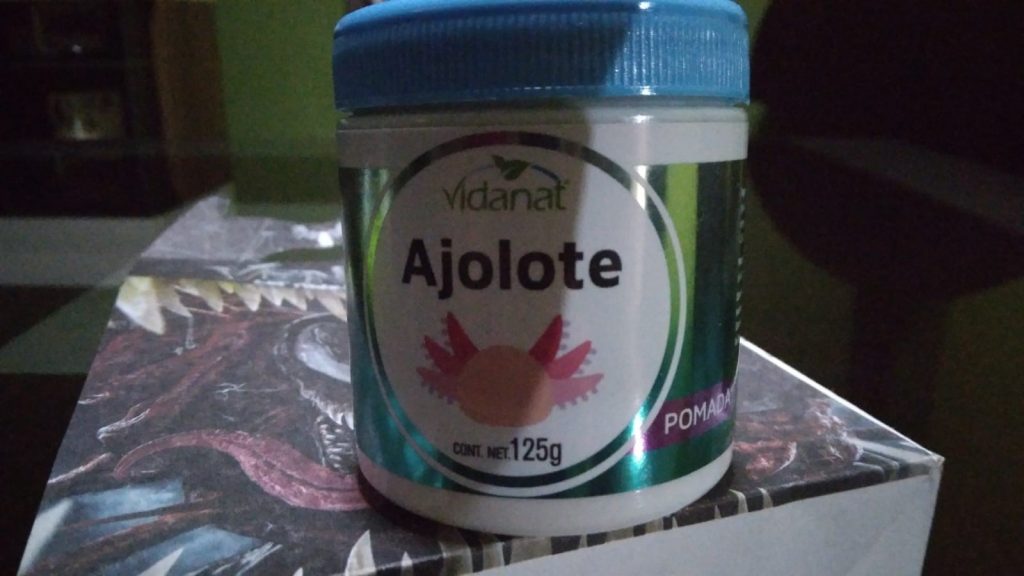 Vidanat
Ajolote
CONT. NET. 125g
POMADA